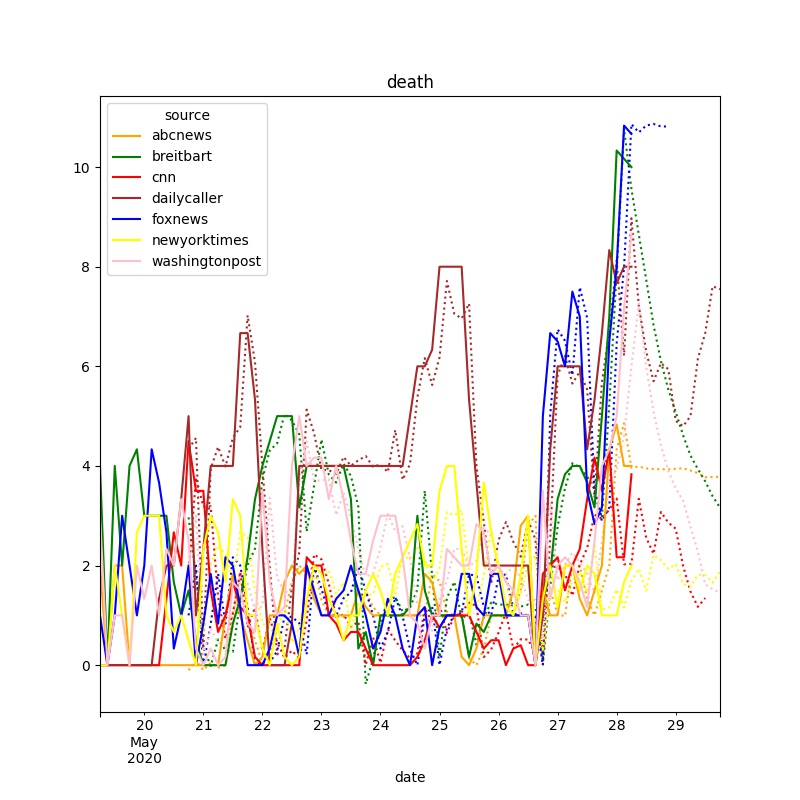 death
source
abcnews
breitbart
cnn
dailycaller
foxnews
newyorktimes
washingtonpost
10
8
6
4
2
0
20 21 22 23 24 25 26 27 28 29
May
2020
date